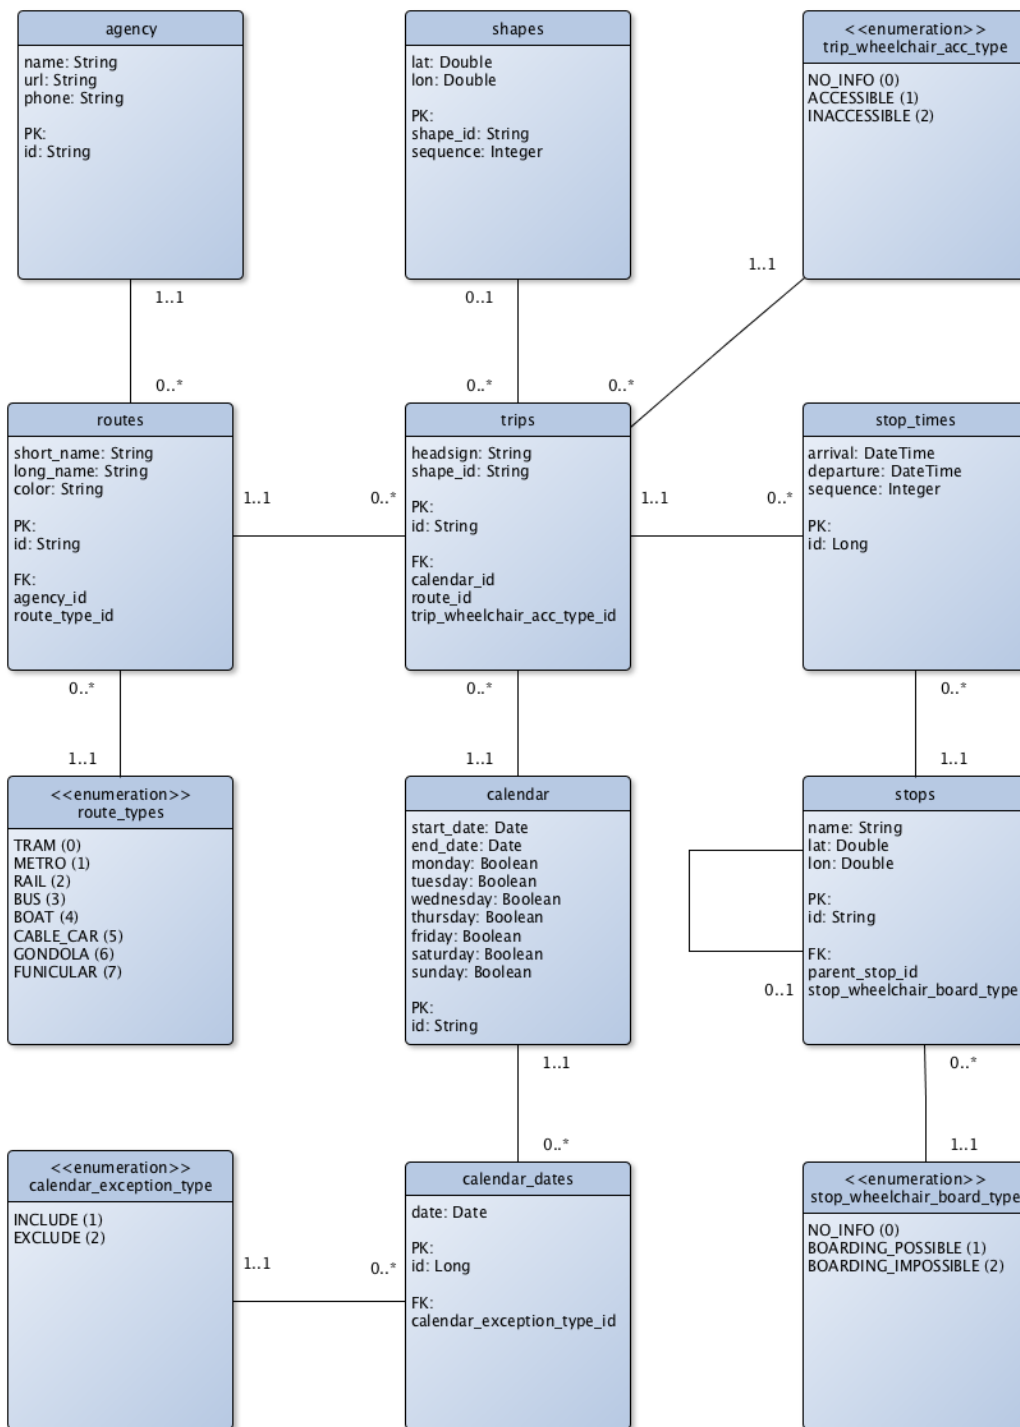 agency
name: String
url: String
phone: String
PK:
id: String
shapes
lat: Double
lon: Double
PK:
shape_id: String
sequence: Integer
<<enumeration>>
trip_wheelchair_acc_type
NO_INFO (0)
ACCESSIBLE (1)
INACCESSIBLE (2)
1..1
0..1
1..1
0..*
0..*
0..*
routes
short_name: String
long_name: String
color: String
PK:
id: String
FK:
agency_id
route_type_id
1..1
0..*
trips
headsign: String
shape_id: String
PK:
id: String
FK:
calendar_id
route_id
trip_wheelchair_acc_type_id
1..1
0..*
stop_times
arrival: DateTime
departure: DateTime
sequence: Integer
PK:
id: Long
0..*
0..*
0..*
1..1
1..1
1..1
<<enumeration>>
route_types
TRAM (0)
METRO (1)
RAIL (2)
BUS (3)
BOAT (4)
CABLE_CAR (5)
GONDOLA (6)
FUNICULAR (7)
calendar
start_date: Date
end_date: Date
monday: Boolean
tuesday: Boolean
wednesday: Boolean
thursday: Boolean
friday: Boolean
saturday: Boolean
sunday: Boolean
PK:
id: String
stops
name: String
lat: Double
lon: Double
PK:
id: String
FK:
parent_stop_id
stop_wheelchair_board_type
0..1
1..1
0..*
0..*
1..1
<<enumeration>>
calendar_exception_type
INCLUDE (1)
EXCLUDE (2)
1..1
0..*
calendar_dates
date: Date
PK:
id: Long
FK:
calendar_exception_type_id
<<enumeration>>
stop_wheelchair_board_type
NO_INFO (0)
BOARDING_POSSIBLE (1)
BOARDING_IMPOSSIBLE (2)